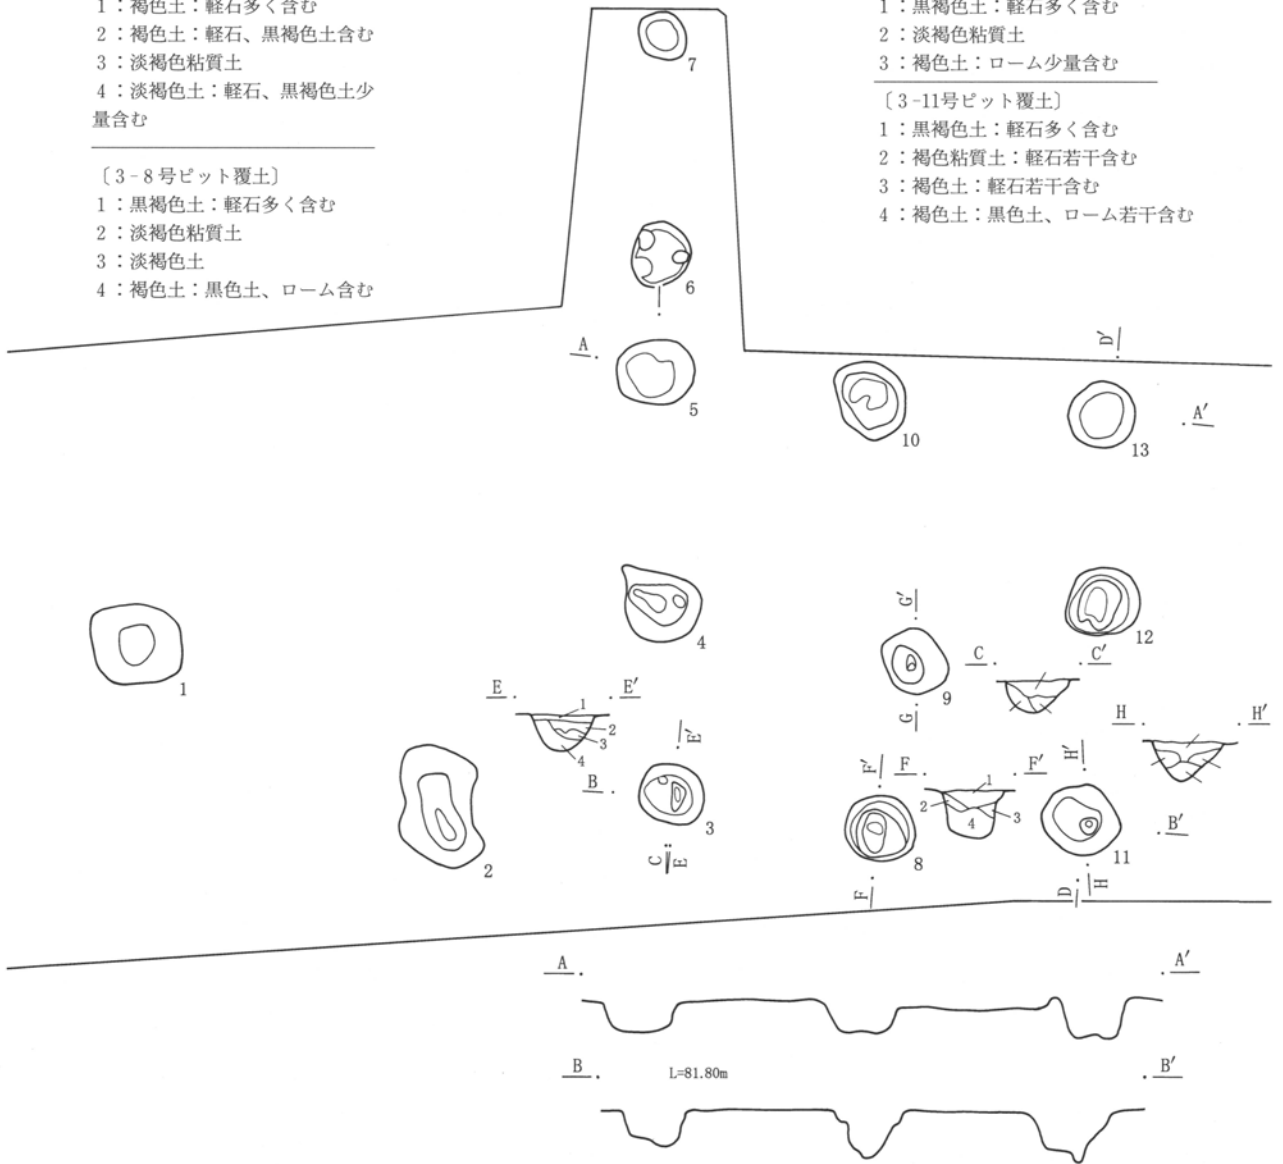 1：褐色土：軽石多く含む
2：褐色土：軽石、黒褐色土含む
3：淡褐色粘質土
4：淡褐色土：軽石、黒褐色土少
量含む
〔3-8号ピット覆土〕
1：黒褐色土：軽石多く含む
2：淡褐色粘質土
3：淡褐色土
4：褐色土：黒色土、ローム含む
1：黒褐色土：軽石多く含む
2：淡褐色粘質土
3：褐色土：ローム少量含む
〔3-11号ピット覆土〕
1：黒褐色土：軽石多く含む
2：褐色粘質土：軽石若干含む
3：褐色土：軽石若干含む
4：褐色土：黒色土、ローム若干含む
7
6
D′
A
5
10
13
A′
1
4
G′
9
G
12
C C′
E E′
1
2
3
4
E′
B
3
C E
2
H H′
F′
F F′
1
2
3
4
8
F
H′
11
B′
D H
A A′
B L=81.80m B′